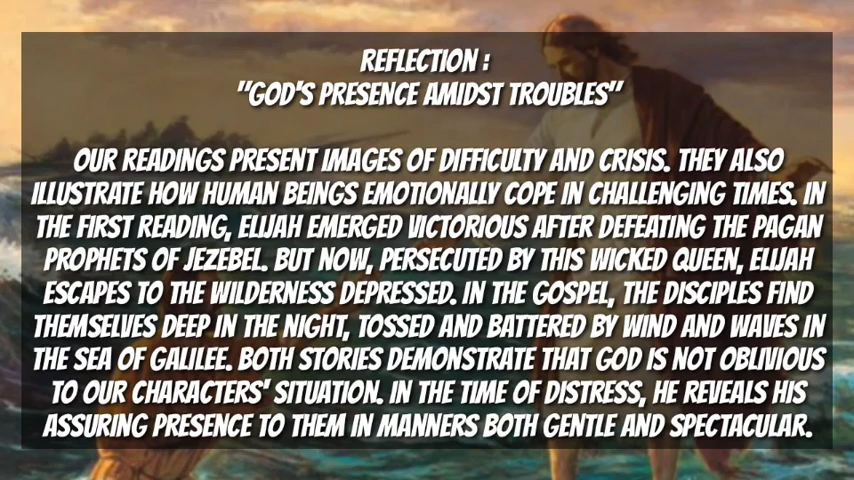 REFLECTION :
"GOD'S PRESENCE AMIDST TROUBLES"
OUR READINGS PRESENT IMAGES OF DIFFICULTY AND CRISIS. THEY ALSO
ILLUSTRATE HOW HUMAN BEINGS EMOTIONALLY COPE IN CHALLENGING TIMES. IN
THE FIRST READING, ELIJAH EMERGED VICTORIOUS AFTER DEFEATING THE PAGAN
PROPHETS OF JEZEBEL. BUT NOW, PERSECUTED BY THIS WICKED QUEEN, ELIJAH
ESCAPES TO THE WILDERNESS DEPRESSED. IN THE GOSPEL, THE DISCIPLES FIND
THEMSELVES DEEP IN THE NIGHT, TOSSED AND BATTERED BY WIND AND WAVES IN
THE SEA OF GALILEE. BOTH STORIES DEMONSTRATE THAT GOD IS NOT OBLIVIOUS
TO OUR CHARACTERS' SITUATION. IN THE TIME OF DISTRESS, HE REVEALS HIS
ASSURING PRESENCE TO THEM IN MANNERS BOTH GENTLE AND SPECTACULAR.